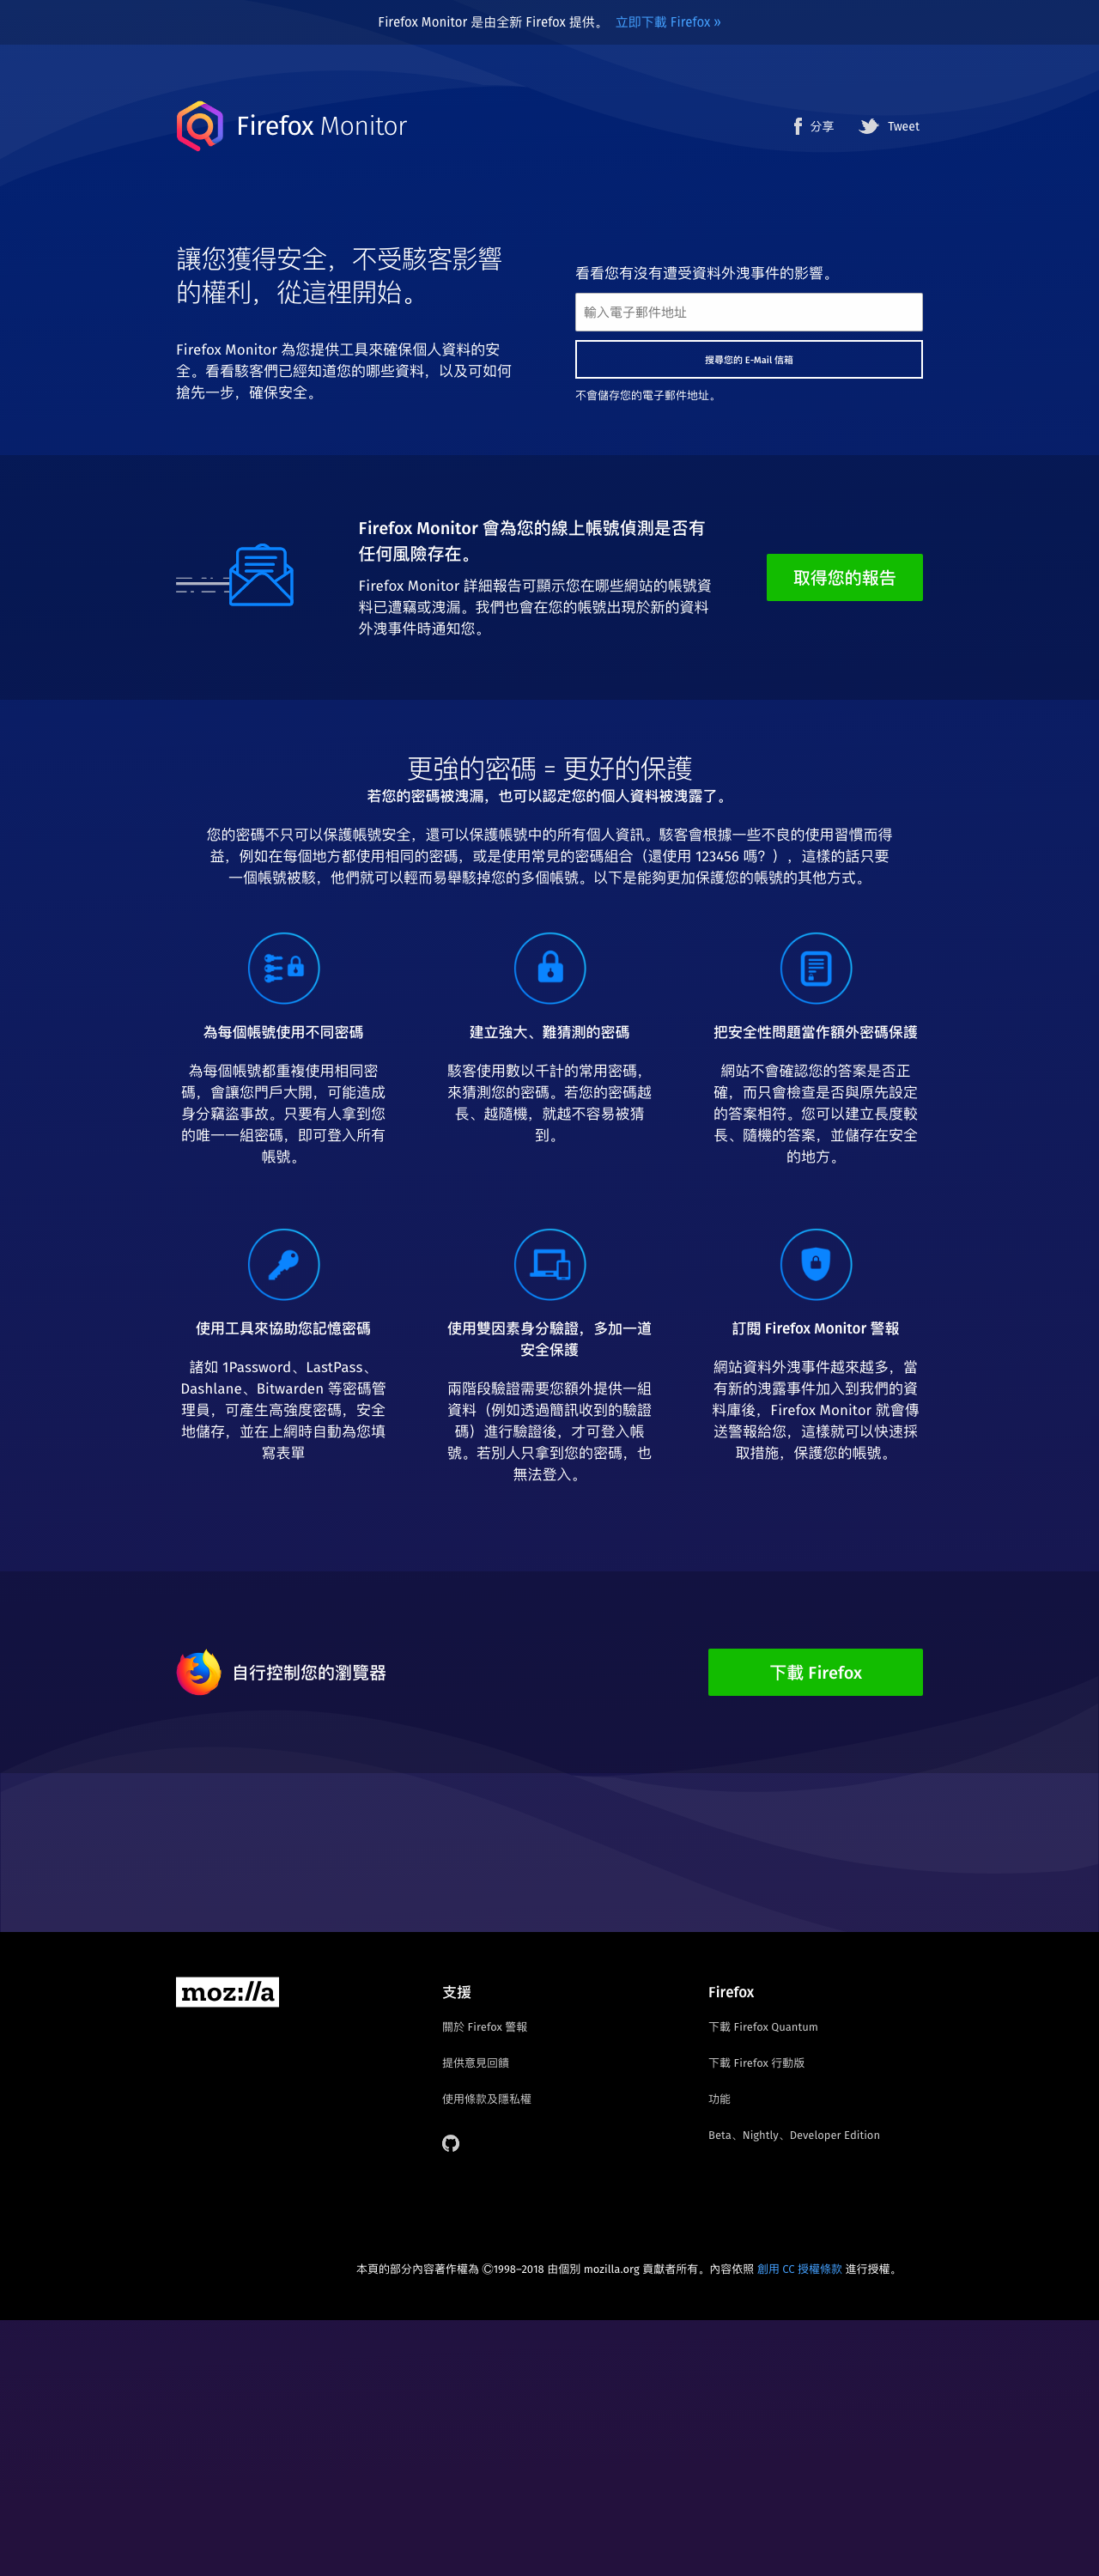 Firefox Monitor 是由全新 Firefox 提供。 立即下載 Firefox »
Firefox Monitor
分享
Tweet
讓您獲得安全，不受駭客影響
的權利，從這裡開始。
Firefox Monitor 為您提供工具來確保個人資料的安
全。看看駭客們已經知道您的哪些資料，以及可如何
搶先一步，確保安全。
看看您有沒有遭受資料外洩事件的影響。
輸入電子郵件地址
搜尋您的 E-Mail 信箱
不會儲存您的電子郵件地址。
Firefox Monitor 會為您的線上帳號偵測是否有
任何風險存在。
Firefox Monitor 詳細報告可顯示您在哪些網站的帳號資
料已遭竊或洩漏。我們也會在您的帳號出現於新的資料
外洩事件時通知您。
取得您的報告
更強的密碼 = 更好的保護
若您的密碼被洩漏，也可以認定您的個人資料被洩露了。
您的密碼不只可以保護帳號安全，還可以保護帳號中的所有個人資訊。駭客會根據一些不良的使用習慣而得
益，例如在每個地方都使用相同的密碼，或是使用常見的密碼組合（還使用 123456 嗎？），這樣的話只要
一個帳號被駭，他們就可以輕而易舉駭掉您的多個帳號。以下是能夠更加保護您的帳號的其他方式。
為每個帳號使用不同密碼
為每個帳號都重複使用相同密
碼，會讓您門戶大開，可能造成
身分竊盜事故。只要有人拿到您
的唯一一組密碼，即可登入所有
帳號。
建立強大、難猜測的密碼
駭客使用數以千計的常用密碼，
來猜測您的密碼。若您的密碼越
長、越隨機，就越不容易被猜
到。
把安全性問題當作額外密碼保護
網站不會確認您的答案是否正
確，而只會檢查是否與原先設定
的答案相符。您可以建立長度較
長、隨機的答案，並儲存在安全
的地方。
使用工具來協助您記憶密碼
諸如 1Password、LastPass、
Dashlane、Bitwarden 等密碼管
理員，可產生高強度密碼，安全
地儲存，並在上網時自動為您填
寫表單
使用雙因素身分驗證，多加一道
安全保護
兩階段驗證需要您額外提供一組
資料（例如透過簡訊收到的驗證
碼）進行驗證後，才可登入帳
號。若別人只拿到您的密碼，也
無法登入。
訂閱 Firefox Monitor 警報
網站資料外洩事件越來越多，當
有新的洩露事件加入到我們的資
料庫後，Firefox Monitor 就會傳
送警報給您，這樣就可以快速採
取措施，保護您的帳號。
自行控制您的瀏覽器
下載 Firefox
moz://a
支援
關於 Firefox 警報
提供意見回饋
使用條款及隱私權
Firefox
下載 Firefox Quantum
下載 Firefox 行動版
功能
Beta、Nightly、Developer Edition
本頁的部分內容著作權為 ©1998–2018 由個別 mozilla.org 貢獻者所有。內容依照 創用 CC 授權條款 進行授權。